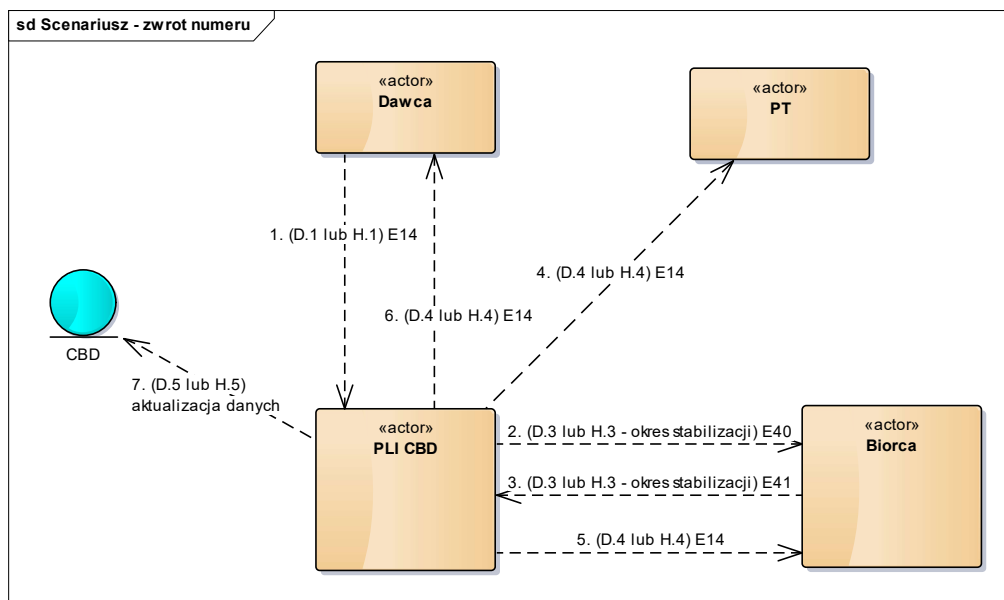 sd Scenariusz - zwrot numeru
«actor»
Dawca
«actor»
PT
1. (D.1 lub H.1) E14
4. (D.4 lub H.4) E14
6. (D.4 lub H.4) E14
CBD
7. (D.5 lub H.5)
aktualizacja danych
«actor»
PLI CBD
2. (D.3 lub H.3 - okres stabilizacji) E40
«actor»
Biorca
3. (D.3 lub H.3 - okres stabilizacji) E41
5. (D.4 lub H.4) E14